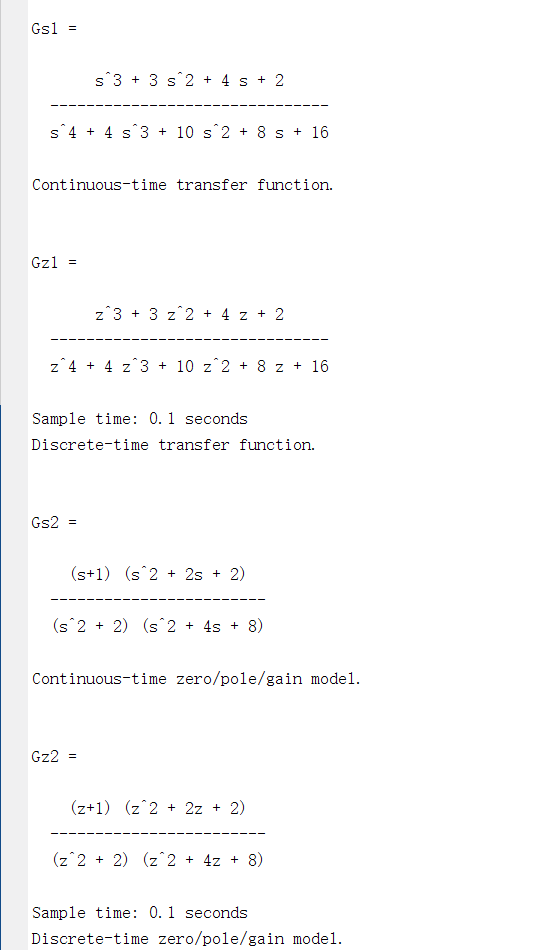 Gs1 =
s^3 + 3 s^2 + 4 s + 2
-------------------------------
s^4 + 4 s^3 + 10 s^2 + 8 s + 16
Continuous-time transfer function.
Gz1 =
z^3 + 3 z^2 + 4 z + 2
-------------------------------
z^4 + 4 z^3 + 10 z^2 + 8 z + 16
Sample time: 0.1 seconds
Discrete-time transfer function.
Gs2 =
(s+1) (s^2 + 2s + 2)
------------------------
(s^2 + 2) (s^2 + 4s + 8)
Continuous-time zero/pole/gain model.
Gz2 =
(z+1) (z^2 + 2z + 2)
------------------------
(z^2 + 2) (z^2 + 4z + 8)
Sample time: 0.1 seconds
Discrete-time zero/pole/gain model.